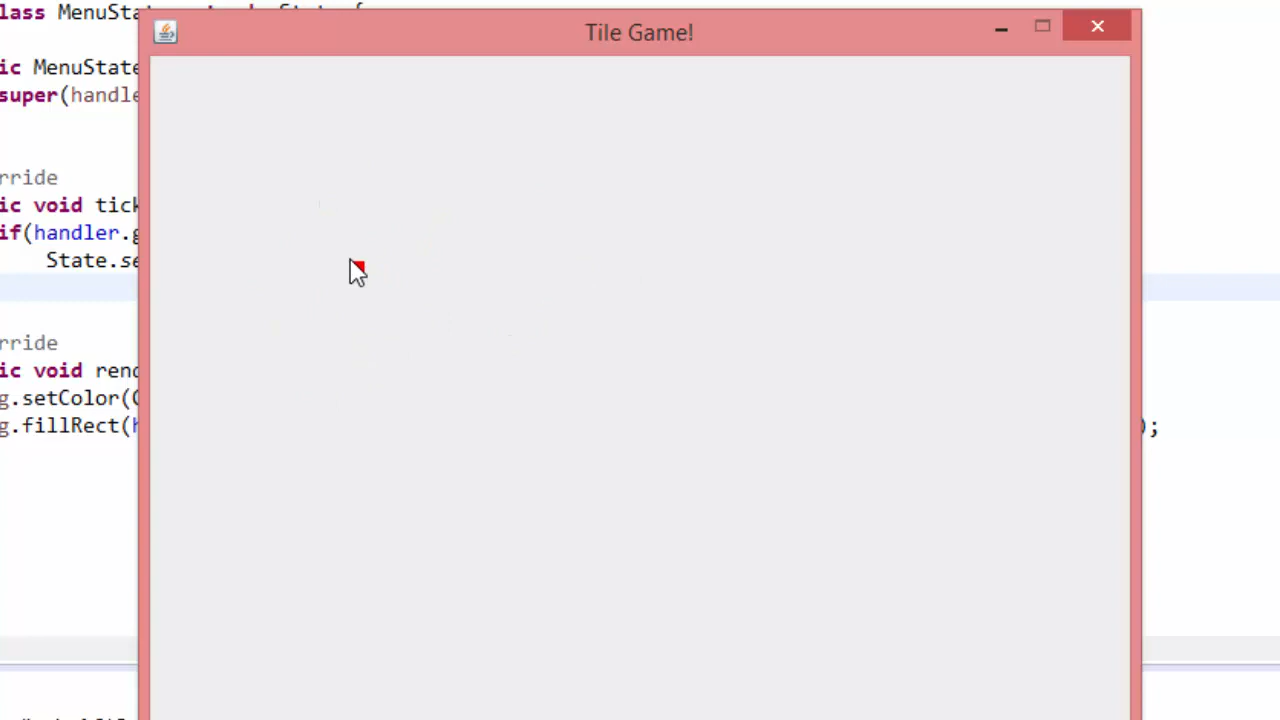 lass MenuStat
Tile Game!
ic MenuState
super(handle
rride
ic void tick
if(handler.g
State.se
rride
ic void rend
g.setColor(C
g.fillRect(h );